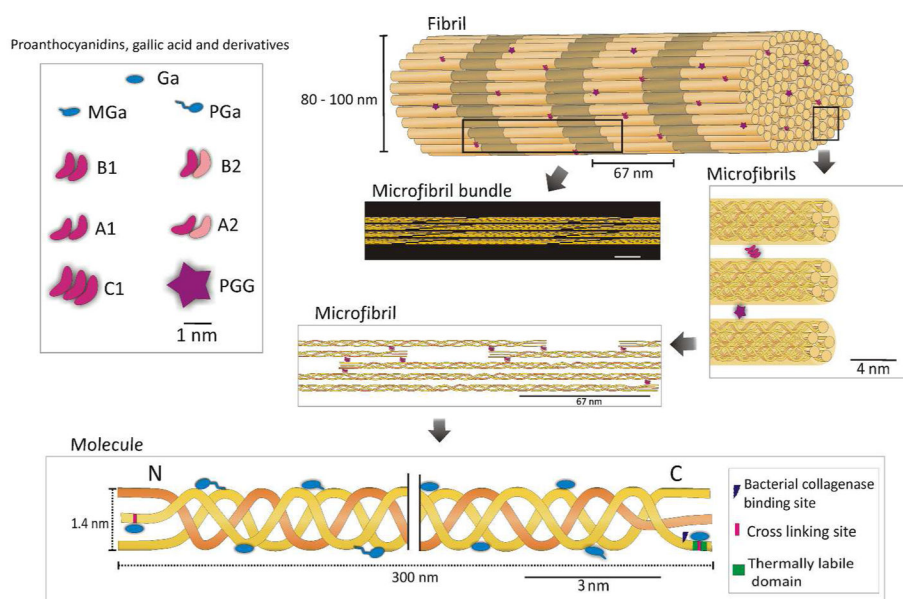 Proanthocyanidins, gallic acid and derivatives
Ga
MGa
PGa
B1
B2
A1
A2
C1
PGG
1 nm
Fibril
80 - 100 nm
67 nm
Microfibril bundle
Microfibrils
4 nm
Microfibril
67 nm
Molecule
N
C
1.4 nm
300 nm
3 nm
Bacterial collagenase
binding site
Cross linking site
Thermally labile
domain